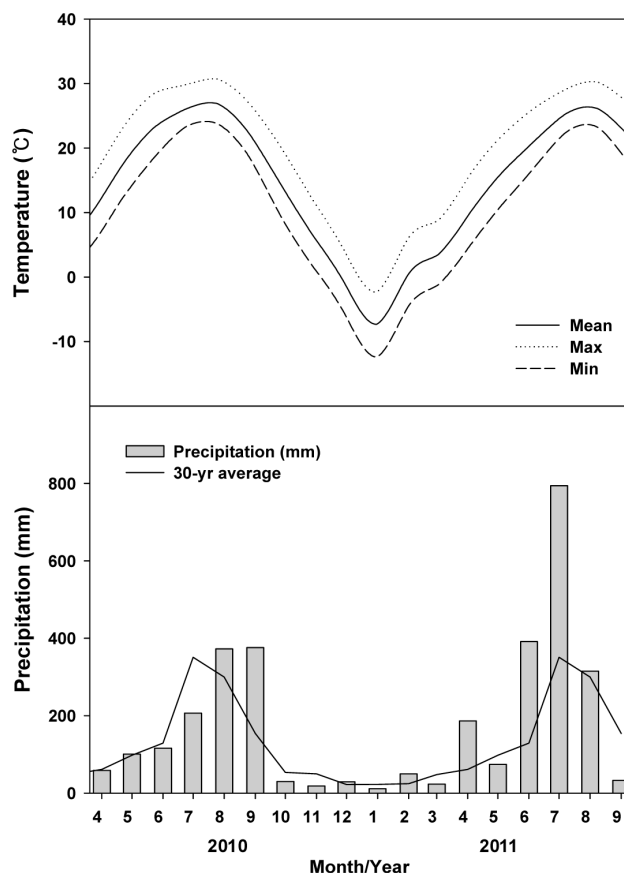 40
30
20
10
0
-10
Temperature (℃)
Mean
Max
Min
Precipitation (mm)
30-yr average
800
600
400
200
0
Precipitation (mm)
4 5 6 7 8 9 10 11 12 1 2 3 4 5 6 7 8 9
2010 2011
Month/Year